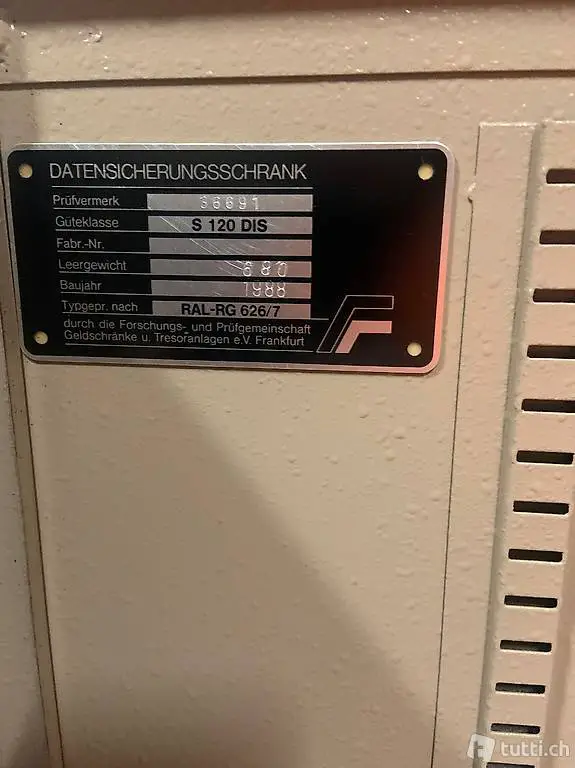 DATENSICHERUNGSSCHRANK
Prüfvermerk 36691
Güteklasse S 120 DIS
Fabr.-Nr.
Leergewicht 680
Baujahr 1988
Typgepr. nach RAL-RG 626/7
durch die Forschungs- und Prüfgemeinschaft
Geldschränke u. Tresoranlagen e.V. Frankfurt
tutti.ch